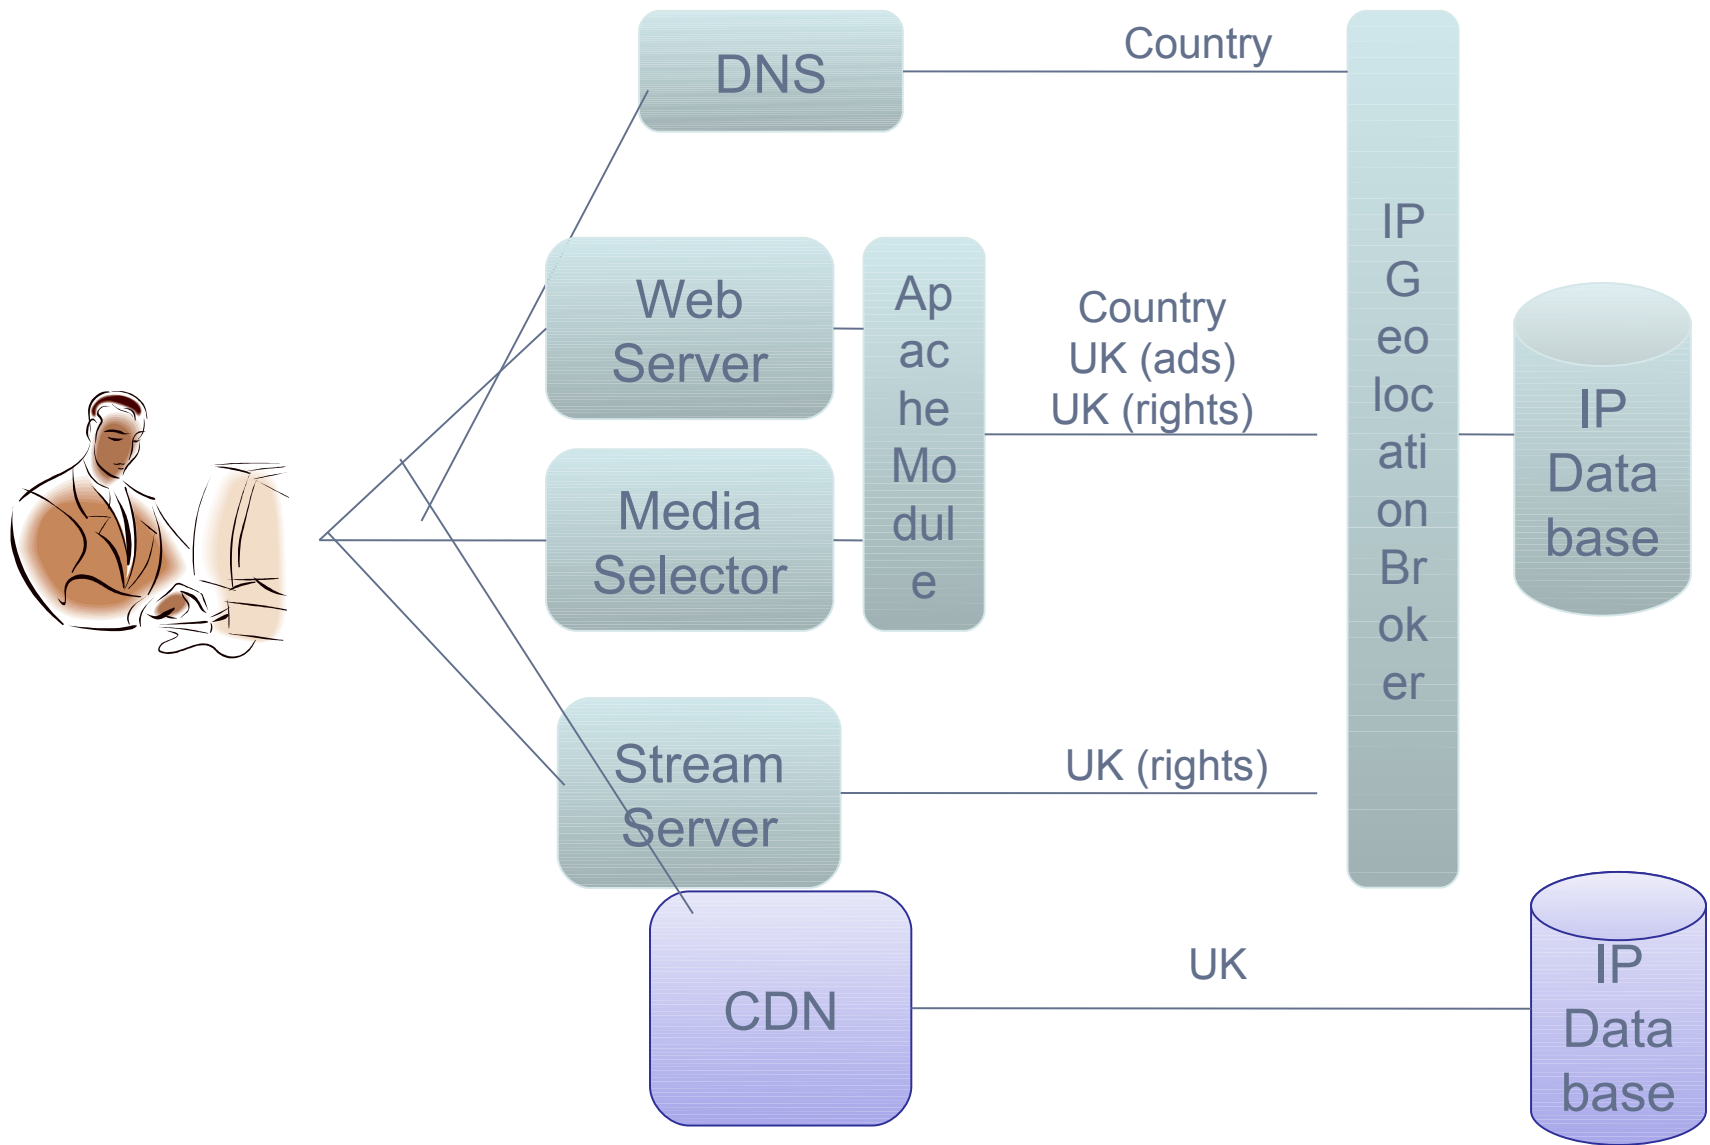 DNS
Country
Web
Server
Media
Selector
Ap
ac
he
Mo
dul
e
Country
UK (ads)
UK (rights)
IP
G
eo
loc
ati
on
Br
ok
er
IP
Data
base
Stream
Server
UK (rights)
CDN
UK
IP
Data
base